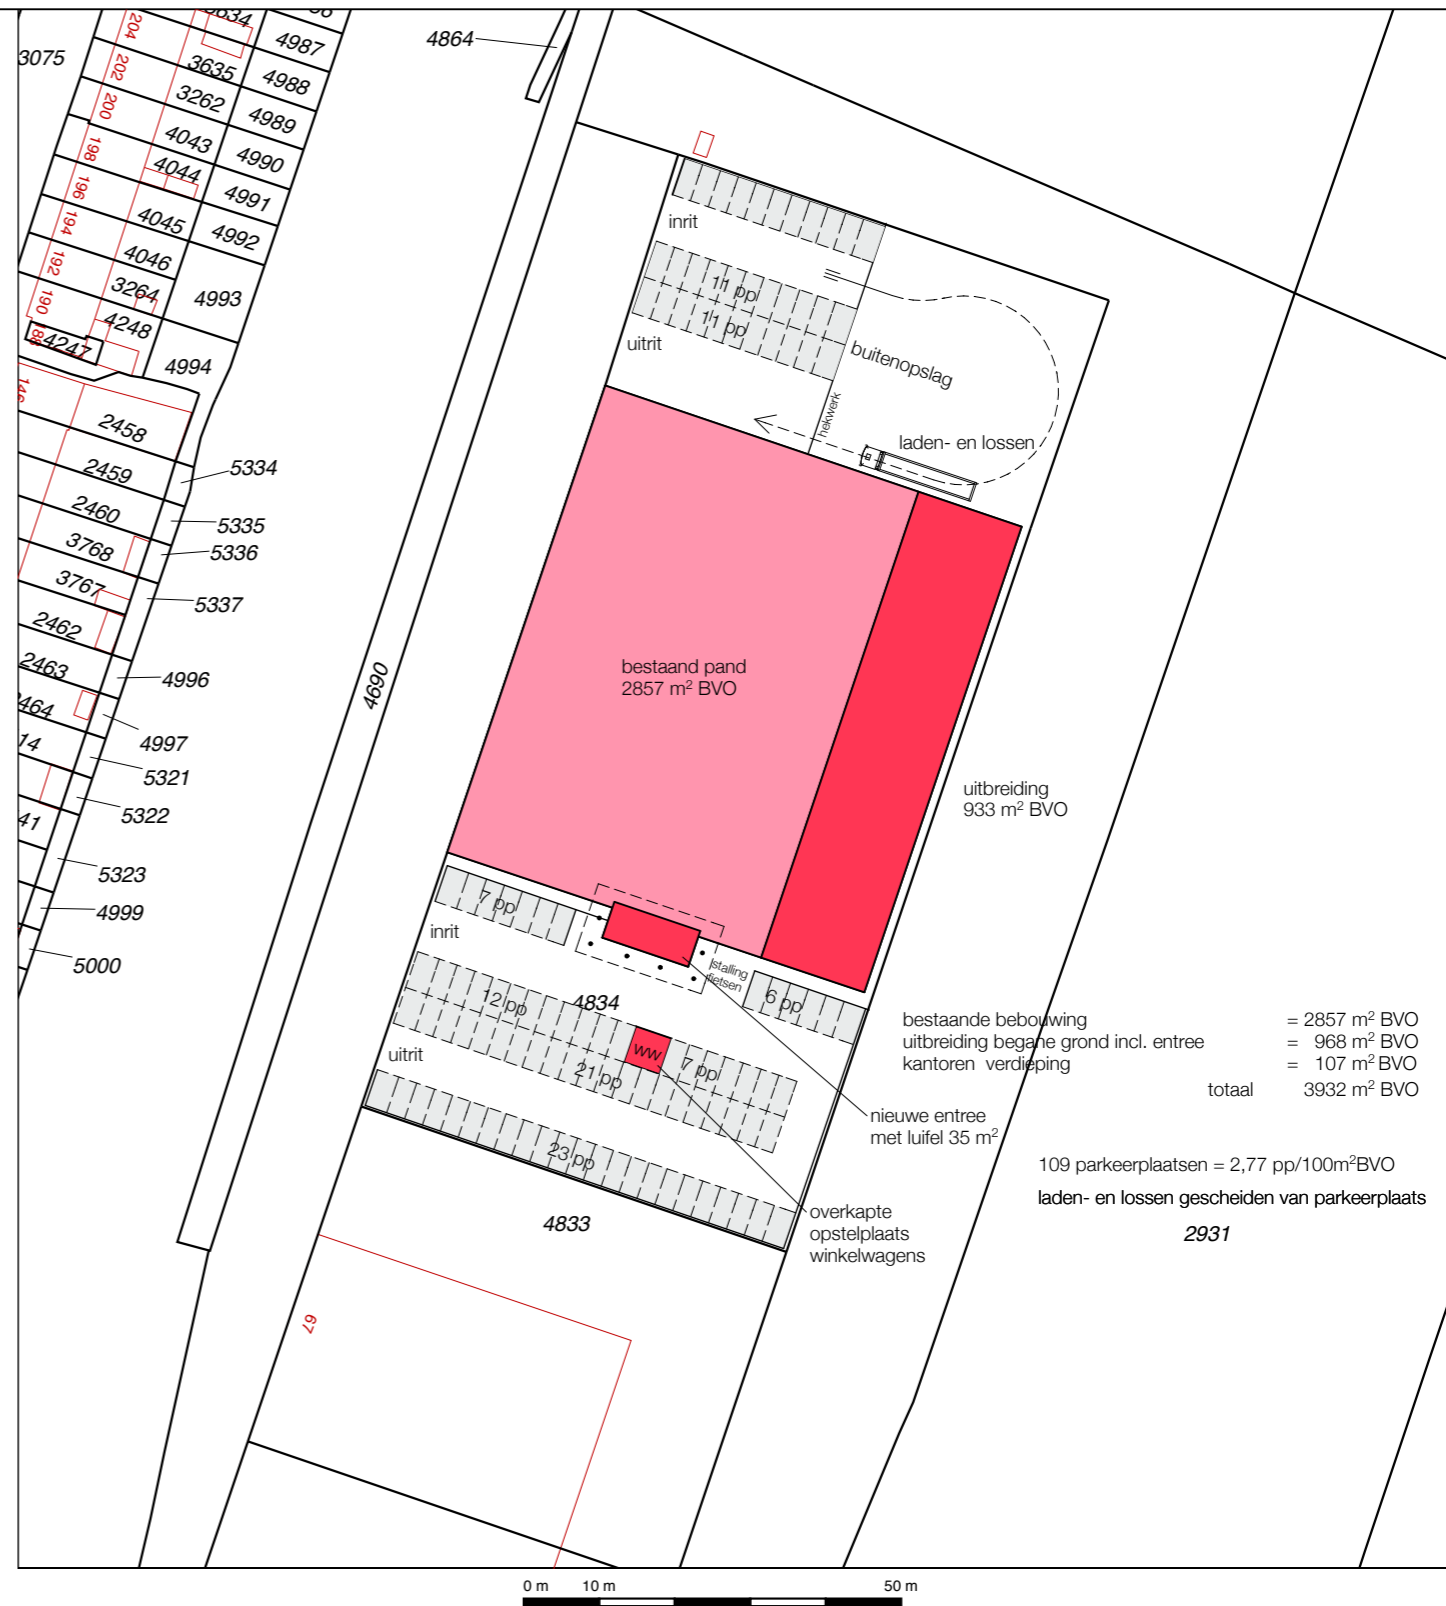 3634
4987
3075
204
3635
4988
202
3262
4989
200
4043
4990
198
4044
4991
196
4045
4992
194
4046
192
3264
4993
190
4248
188
4247
4994
146
2458
5334
2459
5335
2460
5336
3768
5337
3767
2462
4996
2463
4997
2464
5321
14
5322
41
5323
4999
5000
4864
4690
inrit
11 pp
11 pp
uitrit
buitenopslag
hekwerk
laden- en lossen
bestaand pand
2857 m² BVO
uitbreiding
933 m² BVO
7 pp
inrit
stalling
fietsen
6 pp
12 pp
4834
uitrit
ww
7 pp
21 pp
23 pp
4833
67
bestaande bebouwing = 2857 m² BVO
uitbreiding begane grond incl. entree = 968 m² BVO
kantoren verdieping = 107 m² BVO
totaal 3932 m² BVO
nieuwe entree
met luifel 35 m²
109 parkeerplaatsen = 2,77 pp/100m²BVO
laden- en lossen gescheiden van parkeerplaats
2931
overkapte
opstelplaats
winkelwagens
0 m 10 m 50 m